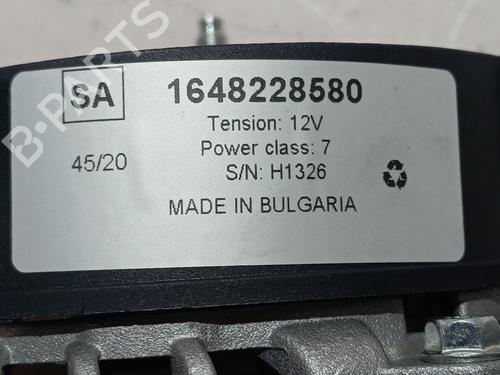 B-PARTS
SA
1648228580
Tension: 12V
45/20
Power class: 7
S/N: H1326
MADE IN BULGARIA